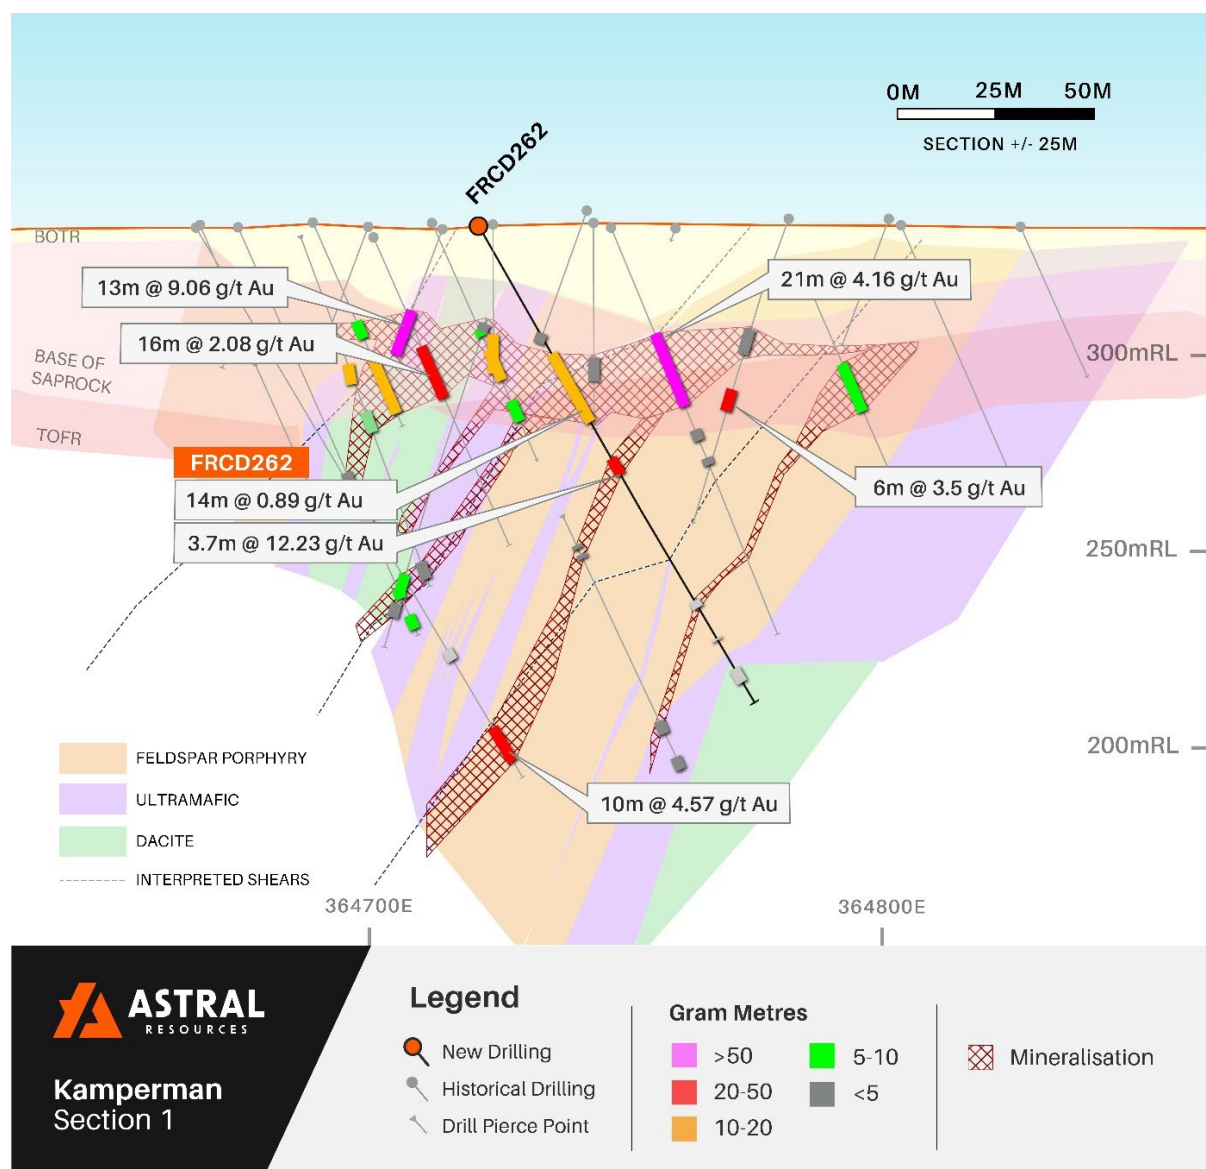 0M 25M 50M
SECTION +/- 25M
FRCD262
BOTR
13m @ 9.06 g/t Au
21m @ 4.16 g/t Au
16m @ 2.08 g/t Au
BASE OF
SAPROCK
300mRL
TOFR
FRCD262
14m @ 0.89 g/t Au
6m @ 3.5 g/t Au
3.7m @ 12.23 g/t Au
250mRL
FELDSPAR PORPHYRY
200mRL
ULTRAMAFIC
10m @ 4.57 g/t Au
DACITE
INTERPRETED SHEARS
364700E
364800E
ASTRAL
RESOURCES
Kamperman
Section 1
Legend
New Drilling
Historical Drilling
Drill Pierce Point
Gram Metres
>50
5-10
20-50
<5
10-20
Mineralisation